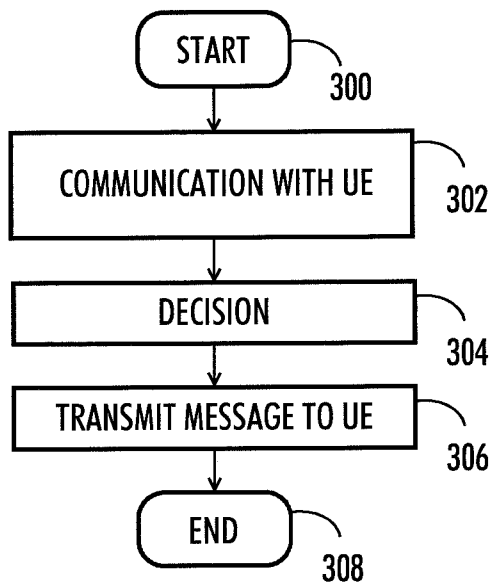 START
300
COMMUNICATION WITH UE
302
DECISION
304
TRANSMIT MESSAGE TO UE
306
END
308